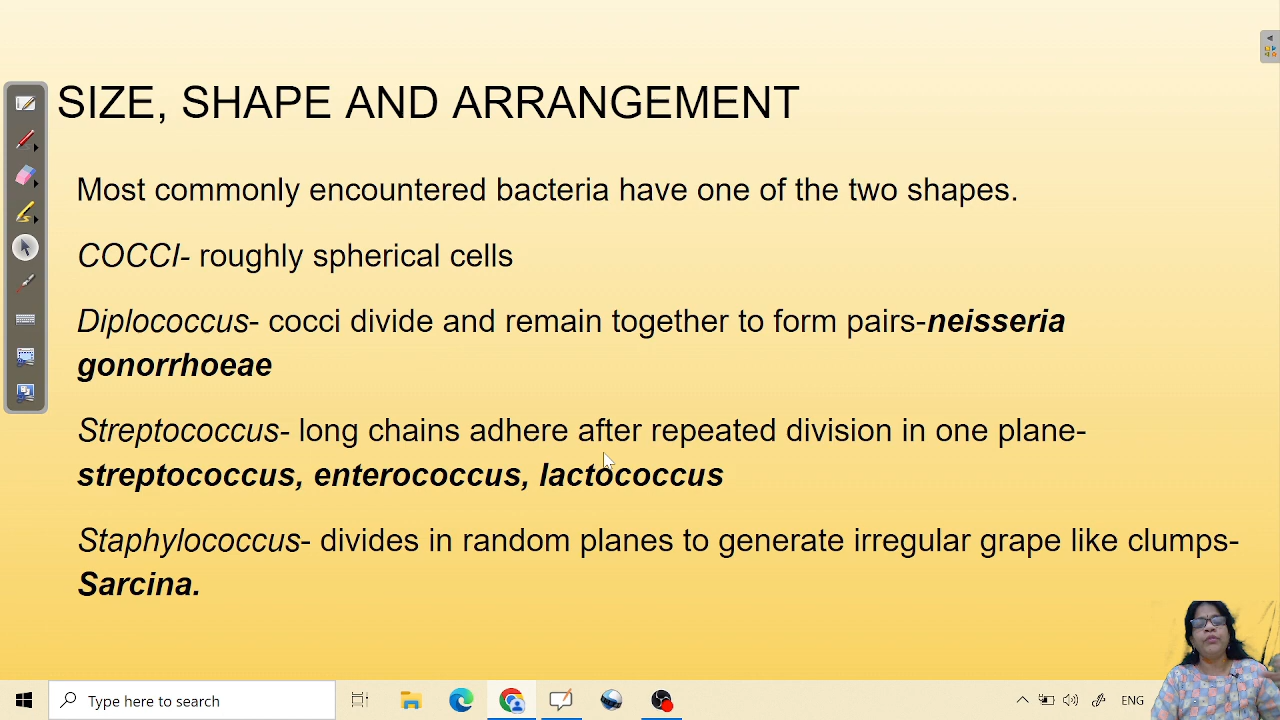 SIZE, SHAPE AND ARRANGEMENT
Most commonly encountered bacteria have one of the two shapes.
COCCI- roughly spherical cells
Diplococcus- cocci divide and remain together to form pairs-neisseria
gonorrhoeae
Streptococcus- long chains adhere after repeated division in one plane-
streptococcus, enterococcus, lactococcus
Staphylococcus- divides in random planes to generate irregular grape like clumps-
Sarcina.
Type here to search
ENG